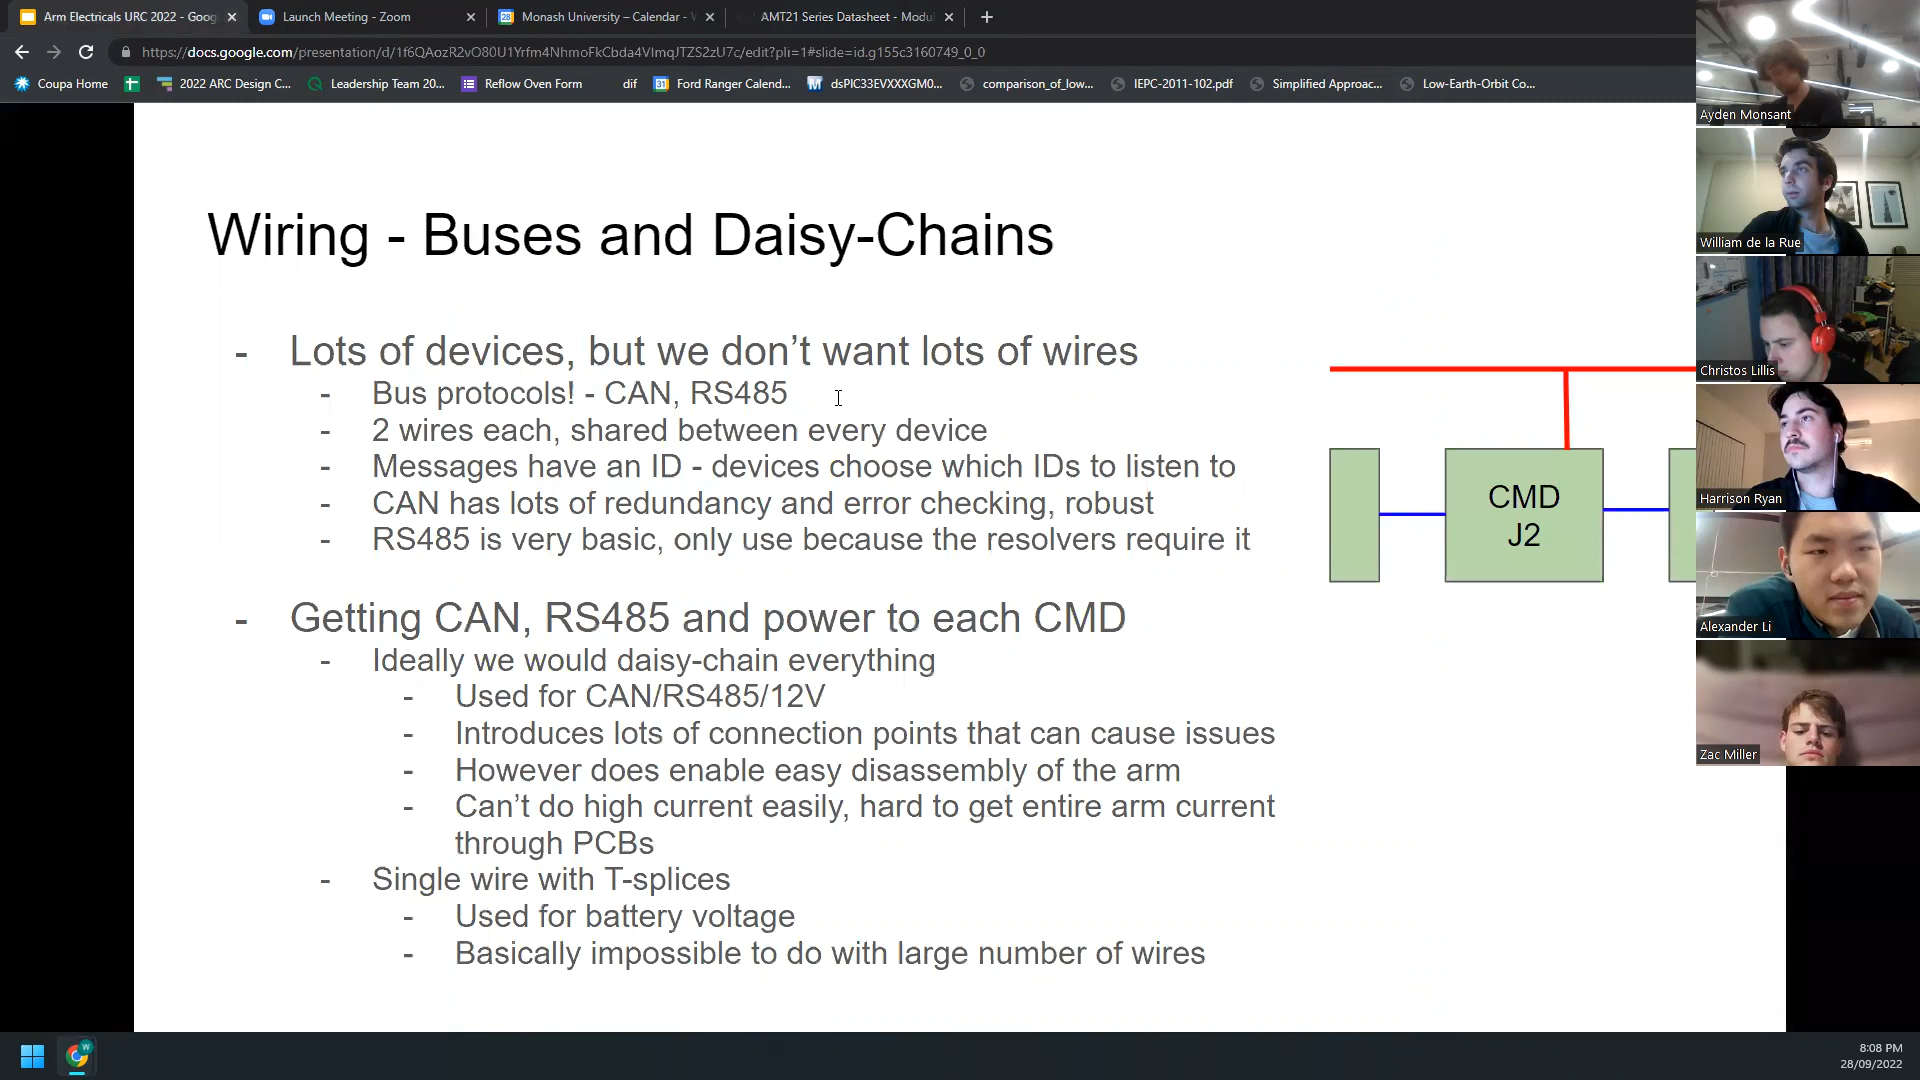 Arm Electricals URC 2022 - Goog
Launch Meeting - Zoom
Monash University – Calendar - V
AMT21 Series Datasheet - Modul
https://docs.google.com/presentation/d/1f6QAozR2vO80U1Yrfm4NhmoFkCbda4VlmqJTZS2zU7c/edit?pli=1#slide=id.g155c3160749_0_0
Coupa Home
2022 ARC Design C...
Leadership Team 20...
Reflow Oven Form
dif
Ford Ranger Calend...
dsPIC33EVXXXGM0...
comparison_of_low...
IEPC-2011-102.pdf
Simplified Approac...
Low-Earth-Orbit Co...
Wiring - Buses and Daisy-Chains
- Lots of devices, but we don’t want lots of wires
- Bus protocols! - CAN, RS485
- 2 wires each, shared between every device
- Messages have an ID - devices choose which IDs to listen to
- CAN has lots of redundancy and error checking, robust
- RS485 is very basic, only use because the resolvers require it
- Getting CAN, RS485 and power to each CMD
- Ideally we would daisy-chain everything
- Used for CAN/RS485/12V
- Introduces lots of connection points that can cause issues
- However does enable easy disassembly of the arm
- Can’t do high current easily, hard to get entire arm current
through PCBs
- Single wire with T-splices
- Used for battery voltage
- Basically impossible to do with large number of wires
CMD
J2
Ayden Monsant
William de la Rue
Christos Lillis
Harrison Ryan
Alexander Li
Zac Miller
8:08 PM
28/09/2022